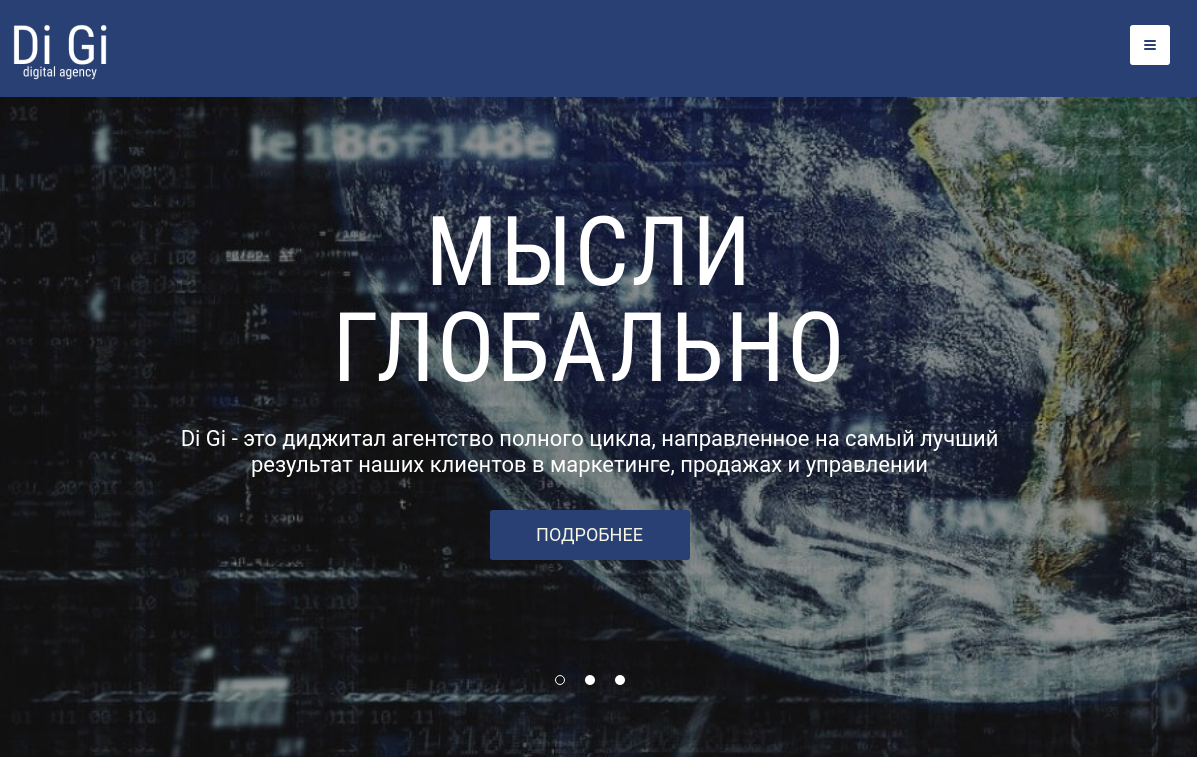 Di Gi
digital agency
le186f148e
МЫСЛИ
ГЛОБАЛЬНО
Di Gi - это диджитал агентство полного цикла, направленное на самый лучший
результат наших клиентов в маркетинге, продажах и управлении
ПОДРОБНЕЕ